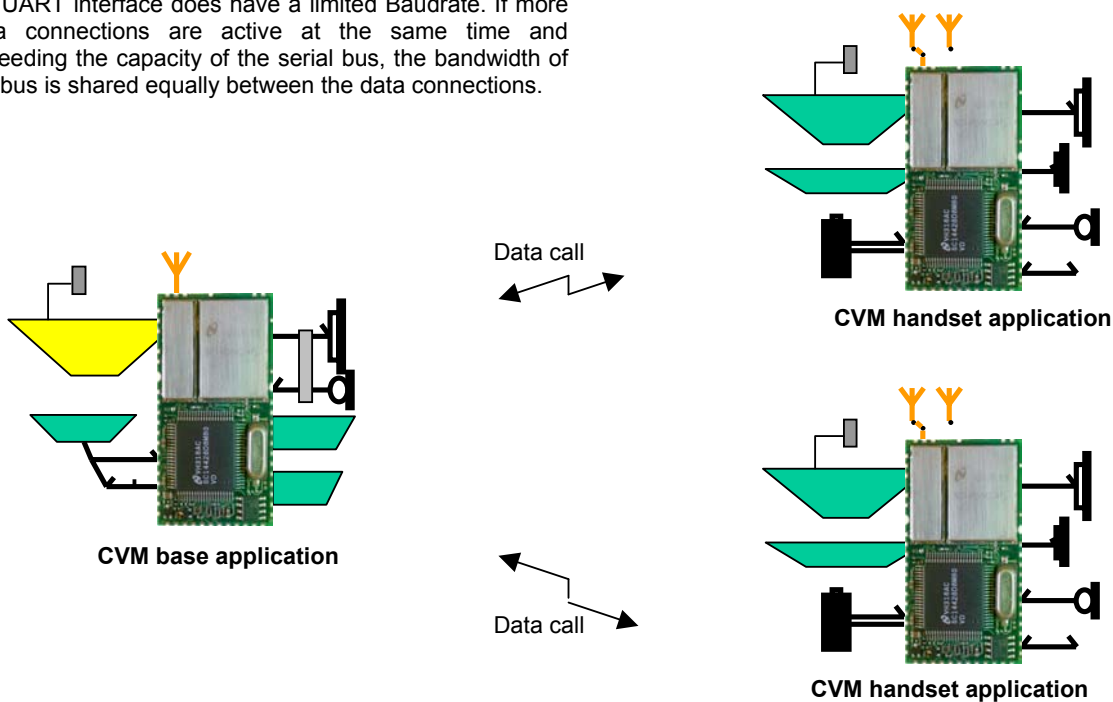 UART interface does have a limited Baudrate. If more
connections are active at the same time and
the capacity of the serial bus, the bandwidth of
bus is shared equally between the data connections.
Data call
CVM handset application
CVM base application
Data call
CVM handset application